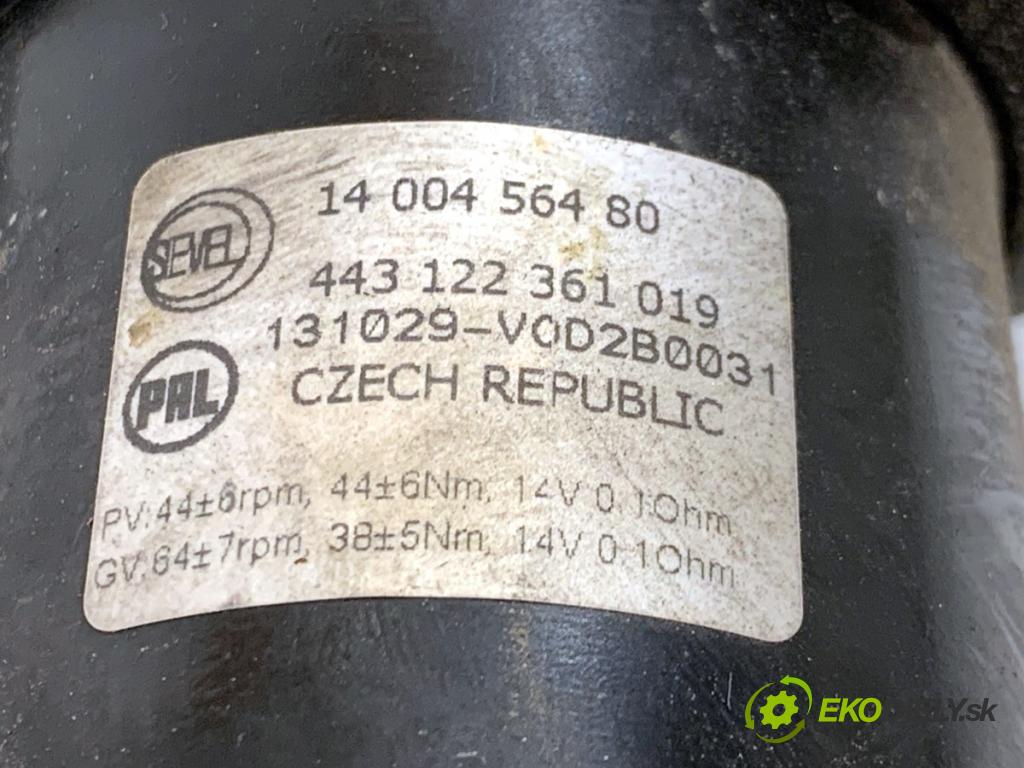 SEVEL
14 004 564 80
443 122 361 019
131029-V0D2B0031
PAL
CZECH REPUBLIC
PV:44±6rpm, 44±6Nm, 14V 0.1Ohm
GV:64±7rpm, 38±5Nm, 14V 0.1Ohm